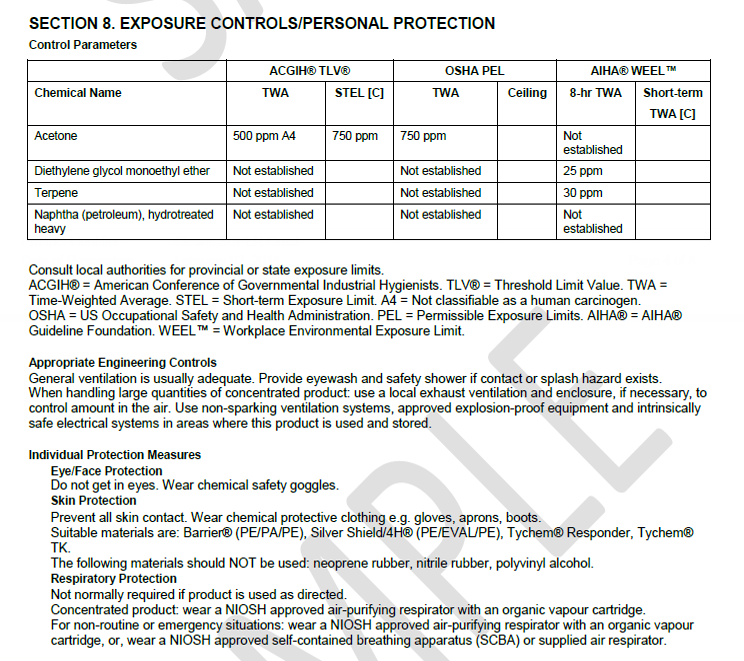 SECTION 8. EXPOSURE CONTROLS/PERSONAL PROTECTION
Control Parameters
ACGIH® TLV® OSHA PEL AIHA® WEEL™
Chemical Name TWA STEL [C] TWA Ceiling 8-hr TWA Short-term
TWA [C]
Acetone 500 ppm A4 750 ppm 750 ppm Not
established
Diethylene glycol monoethyl ether Not established Not established 25 ppm
Terpene Not established Not established 30 ppm
Naphtha (petroleum), hydrotreated Not established Not established Not
heavy established
Consult local authorities for provincial or state exposure limits.
ACGIH® = American Conference of Governmental Industrial Hygienists. TLV® = Threshold Limit Value. TWA =
Time-Weighted Average. STEL = Short-term Exposure Limit. A4 = Not classifiable as a human carcinogen.
OSHA = US Occupational Safety and Health Administration. PEL = Permissible Exposure Limits. AIHA® = AIHA®
Guideline Foundation. WEEL™ = Workplace Environmental Exposure Limit.
Appropriate Engineering Controls
General ventilation is usually adequate. Provide eyewash and safety shower if contact or splash hazard exists.
When handling large quantities of concentrated product: use a local exhaust ventilation and enclosure, if necessary, to
control amount in the air. Use non-sparking ventilation systems, approved explosion-proof equipment and intrinsically
safe electrical systems in areas where this product is used and stored.
Individual Protection Measures
Eye/Face Protection
Do not get in eyes. Wear chemical safety goggles.
Skin Protection
Prevent all skin contact. Wear chemical protective clothing e.g. gloves, aprons, boots.
Suitable materials are: Barrier® (PE/PA/PE), Silver Shield/4H® (PE/EVAL/PE), Tychem® Responder, Tychem®
TK.
The following materials should NOT be used: neoprene rubber, nitrile rubber, polyvinyl alcohol.
Respiratory Protection
Not normally required if product is used as directed.
Concentrated product: wear a NIOSH approved air-purifying respirator with an organic vapour cartridge.
For non-routine or emergency situations: wear a NIOSH approved air-purifying respirator with an organic vapour
cartridge, or, wear a NIOSH approved self-contained breathing apparatus (SCBA) or supplied air respirator.
SAMPLE